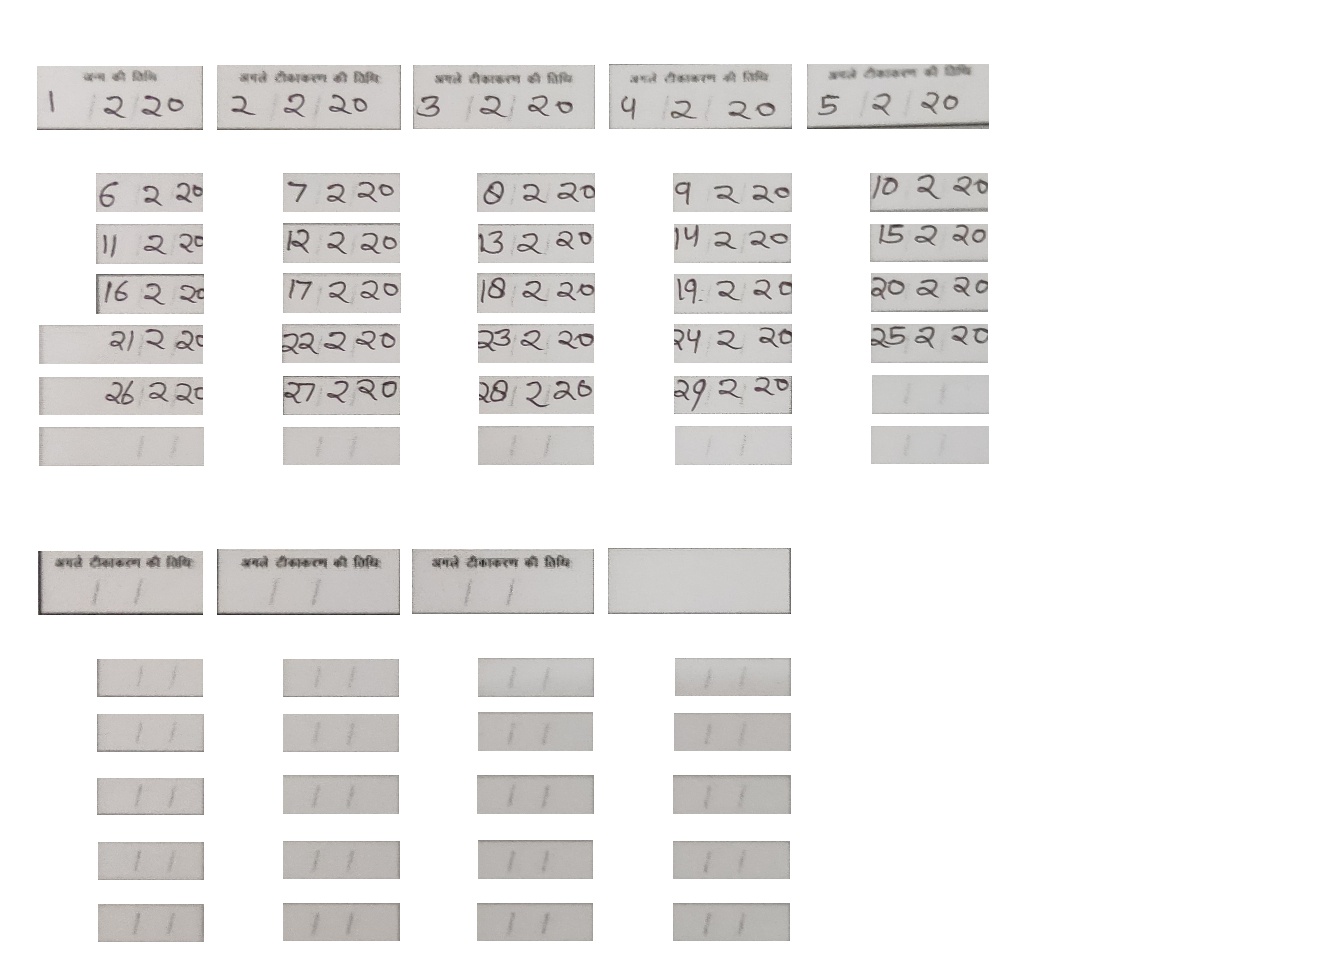 जन्म की तिथि अगले टीकाकरण की तिथि अगले टीकाकरण की तिथि अगले टीकाकरण की तिथि अगले टीकाकरण की तिथि
1 / 2 / 20 2 / 2 / 20 3 / 2 / 20 4 / 2 / 20 5 / 2 / 20
6 / 2 / 20 7 / 2 / 20 8 / 2 / 20 9 / 2 / 20 10 / 2 / 20
11 / 2 / 20 12 / 2 / 20 13 / 2 / 20 14 / 2 / 20 15 / 2 / 20
16 / 2 / 20 17 / 2 / 20 18 / 2 / 20 19 / 2 / 20 20 / 2 / 20
21 / 2 / 20 22 / 2 / 20 23 / 2 / 20 24 / 2 / 20 25 / 2 / 20
26 / 2 / 20 27 / 2 / 20 28 / 2 / 20 29 / 2 / 20 / /
/ / / / / / / / / /
अगले टीकाकरण की तिथि अगले टीकाकरण की तिथि अगले टीकाकरण की तिथि
/ / / / / /
/ / / / / / / /
/ / / / / / / /
/ / / / / / / /
/ / / / / / / /
/ / / / / / / /